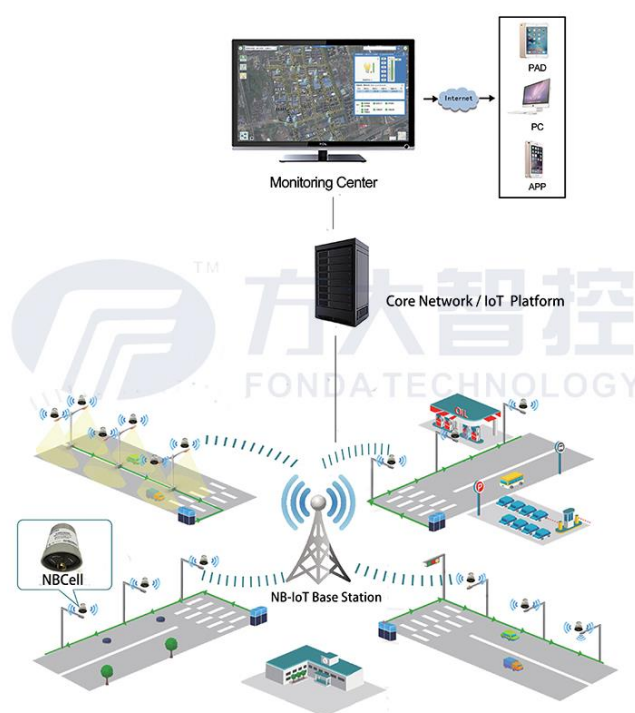 PAD
Internet
PC
APP
Monitoring Center
Core Network / IoT Platform
TM
方大智控
FONDA TECHNOLOGY
OIL
P
P
NBCell
NB-IoT Base Station